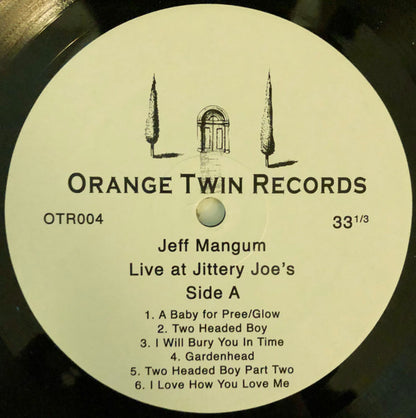 ORANGE TWIN RECORDS
OTR004
33 1/3
Jeff Mangum
Live at Jittery Joe's
Side A
1. A Baby for Pree/Glow
2. Two Headed Boy
3. I Will Bury You In Time
4. Gardenhead
5. Two Headed Boy Part Two
6. I Love How You Love Me